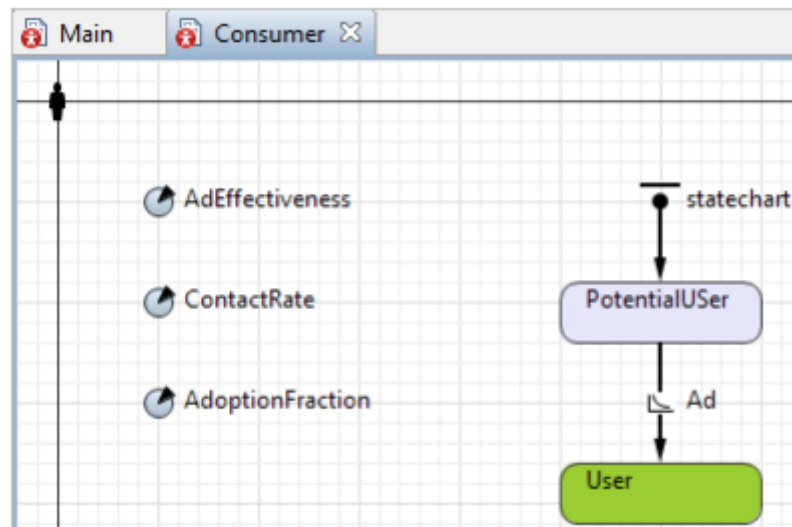 Main
Consumer
AdEffectiveness
statechart
ContactRate
PotentialUSer
AdoptionFraction
Ad
User